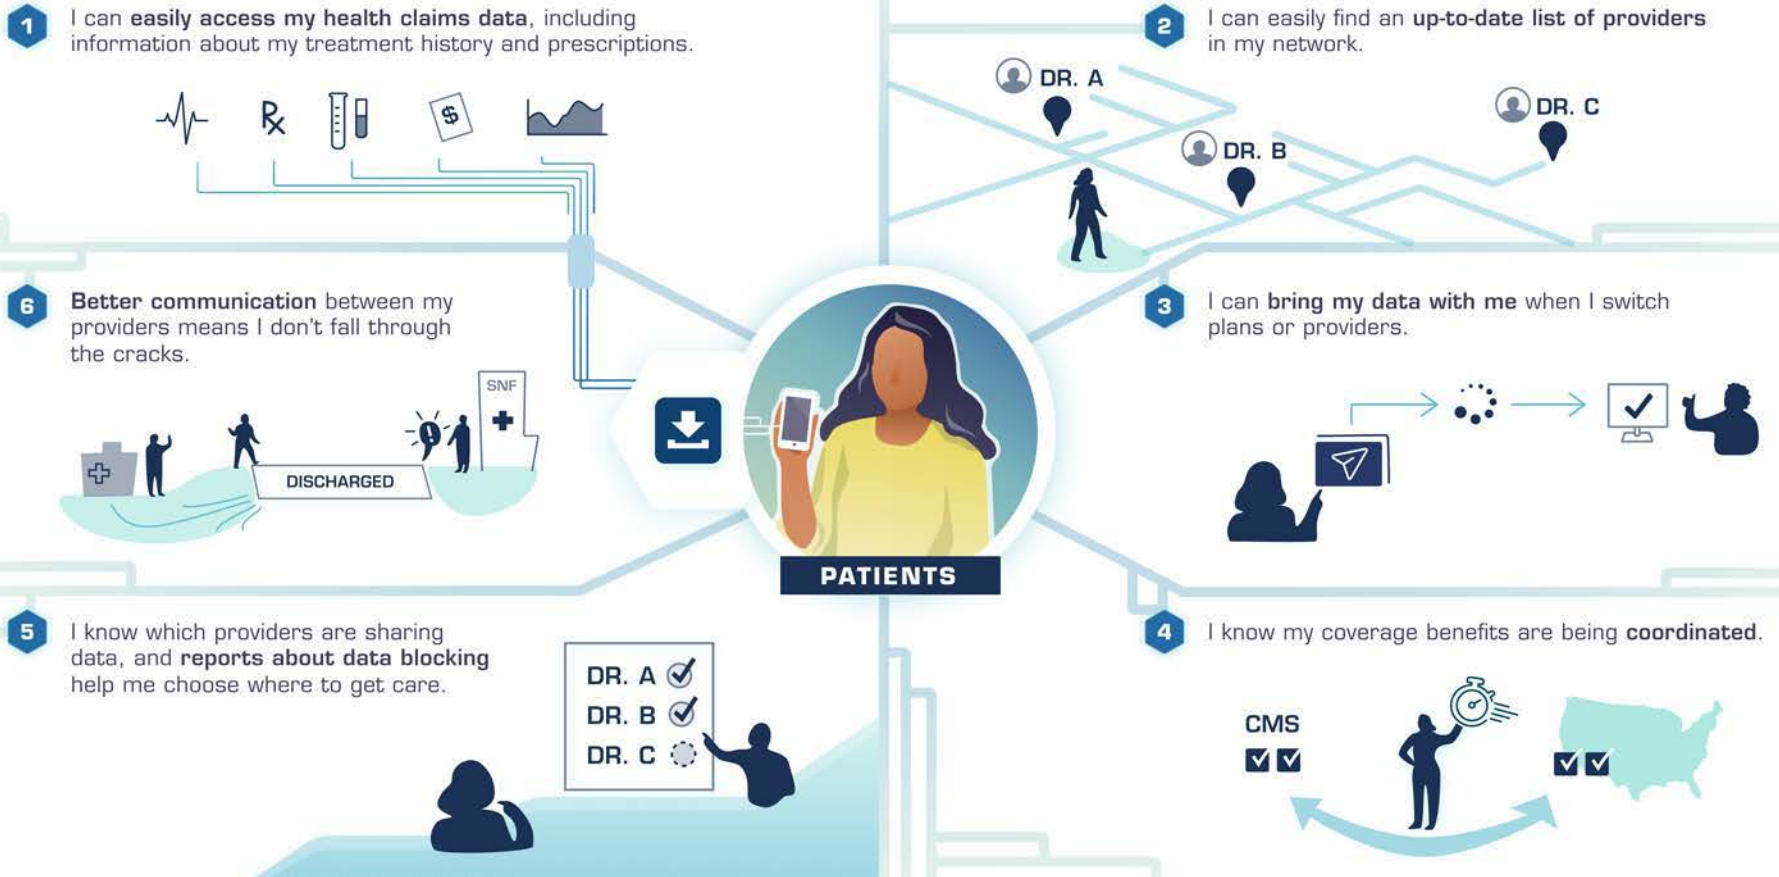 1
I can easily access my health claims data, including
information about my treatment history and prescriptions.
Rx
$
2
I can easily find an up-to-date list of providers
in my network.
DR. A
DR. B
DR. C
3
I can bring my data with me when I switch
plans or providers.
4
I know my coverage benefits are being coordinated.
CMS
5
I know which providers are sharing
data, and reports about data blocking
help me choose where to get care.
DR. A
DR. B
DR. C
6
Better communication between my
providers means I don't fall through
the cracks.
SNF
DISCHARGED
!
PATIENTS